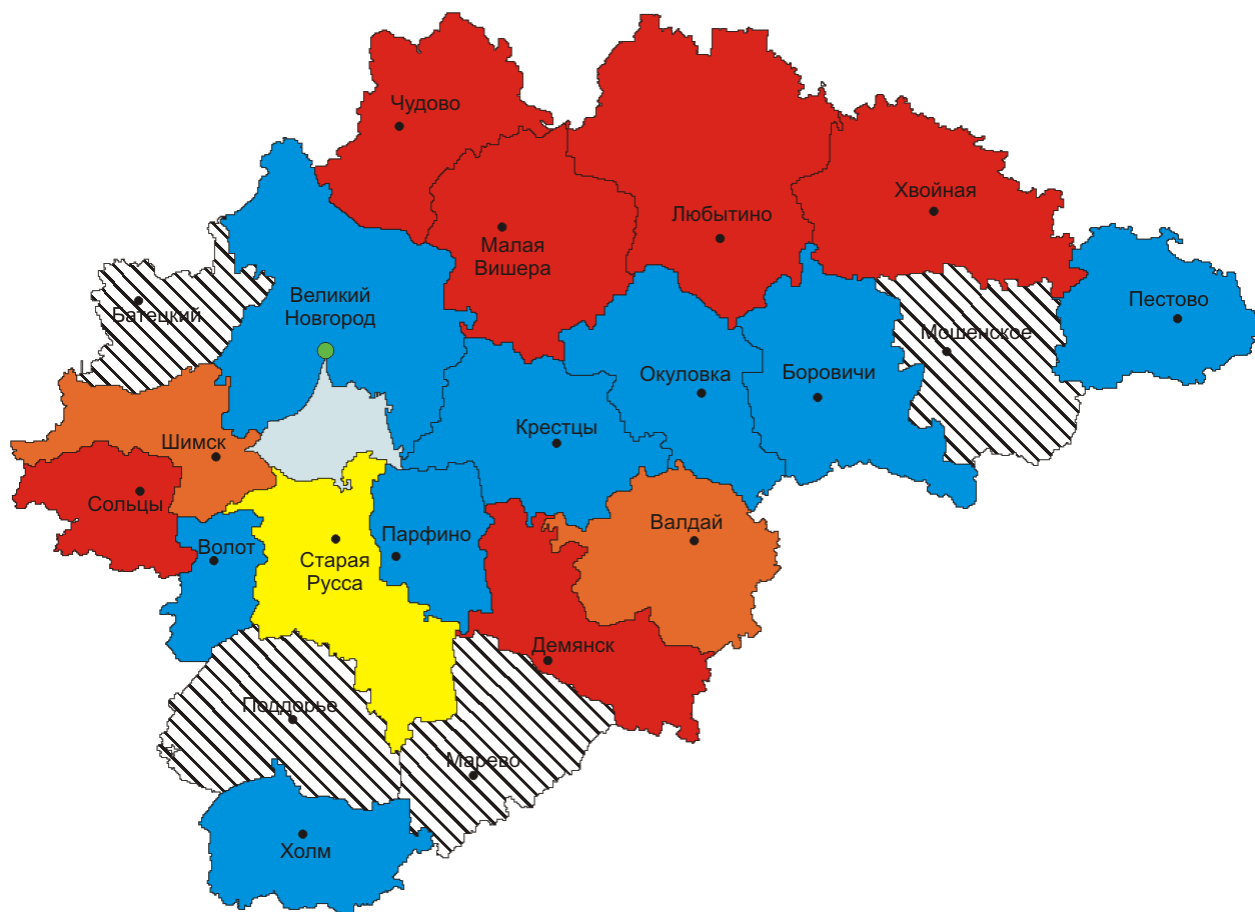 Чудово
Хвойная
Любытино
Малая
Вишера
Великий
Новгород
Пестово
Батецкий
Мошенское
Окуловка
Боровичи
Крестцы
Шимск
Сольцы
Валдай
Парфино
Волот
Старая
Русса
Демянск
Поддорье
Марево
Холм